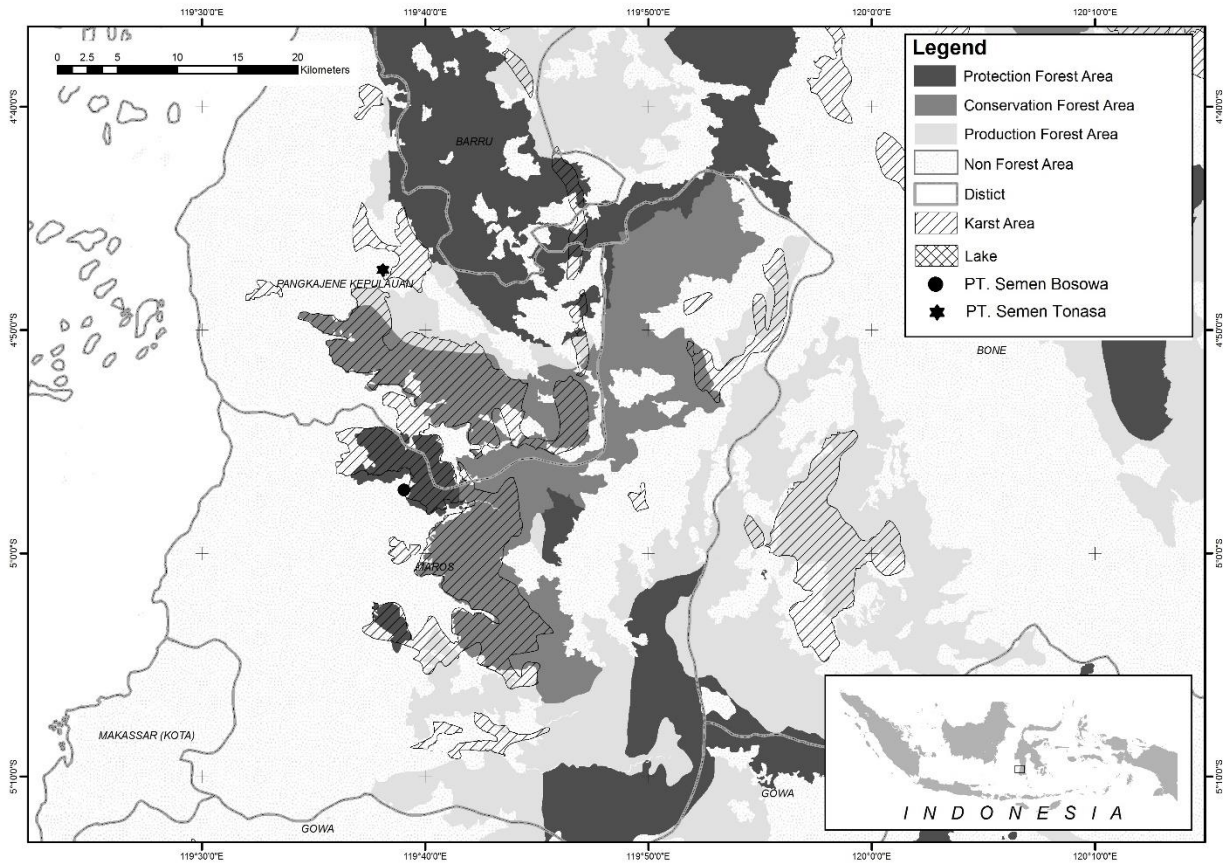 119°30'0"E
119°40'0"E
119°50'0"E
120°0'0"E
120°10'0"E
0 2.5 5 10 15 20
Kilometers
Legend
Protection Forest Area
Conservation Forest Area
Production Forest Area
Non Forest Area
Distict
Karst Area
Lake
PT. Semen Bosowa
PT. Semen Tonasa
4°40'0"S
4°40'0"S
BARRU
PANGKAJENE KEPULAUAN
4°50'0"S
4°50'0"S
BONE
5°0'0"S
5°0'0"S
MAROS
MAKASSAR (KOTA)
5°10'0"S
5°10'0"S
GOWA
GOWA
INDONESIA
119°30'0"E
119°40'0"E
119°50'0"E
120°0'0"E
120°10'0"E